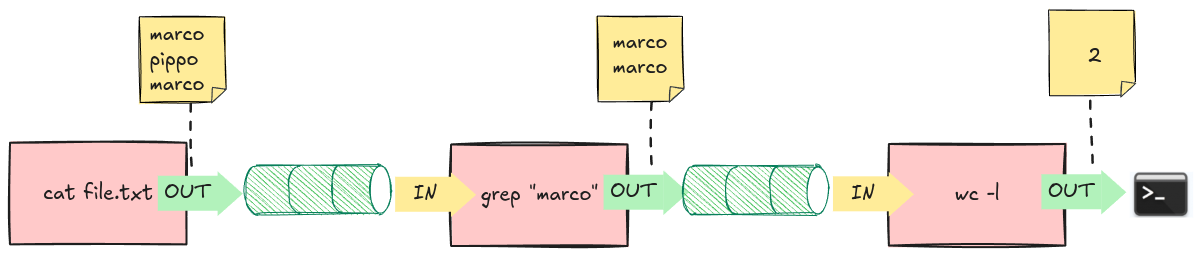 marco
pippo
marco
marco
marco
2
cat file.txt
OUT
IN
grep "marco"
OUT
IN
wc -l
OUT
>_